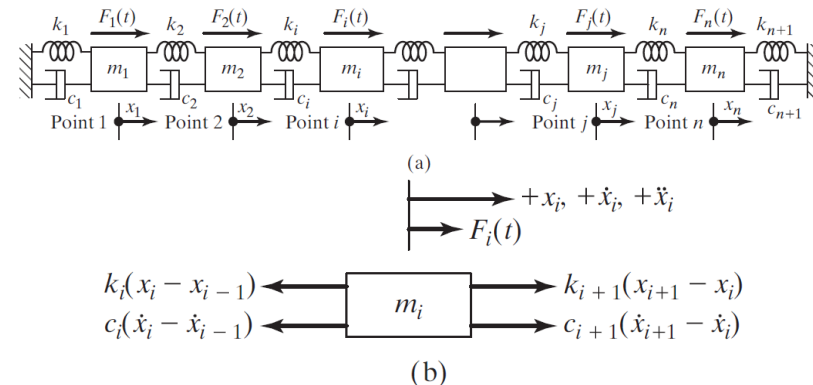 k₁ F₁(t) k₂ F₂(t) kᵢ Fᵢ(t) kⱼ Fⱼ(t) kₙ Fₙ(t) kₙ₊₁
m₁ m₂ mᵢ mⱼ mₙ
c₁ c₂ cᵢ cⱼ cₙ cₙ₊₁
x₁ x₂ xᵢ xⱼ xₙ
Point 1 Point 2 Point i Point j Point n
(a)
+xᵢ, +ẋᵢ, +ẍᵢ
Fᵢ(t)
kᵢ(xᵢ − xᵢ ₋ ₁) kᵢ ₊ ₁(xᵢ₊₁ − xᵢ)
mᵢ
cᵢ(ẋᵢ − ẋᵢ ₋ ₁) cᵢ ₊ ₁(ẋᵢ₊₁ − ẋᵢ)
(b)